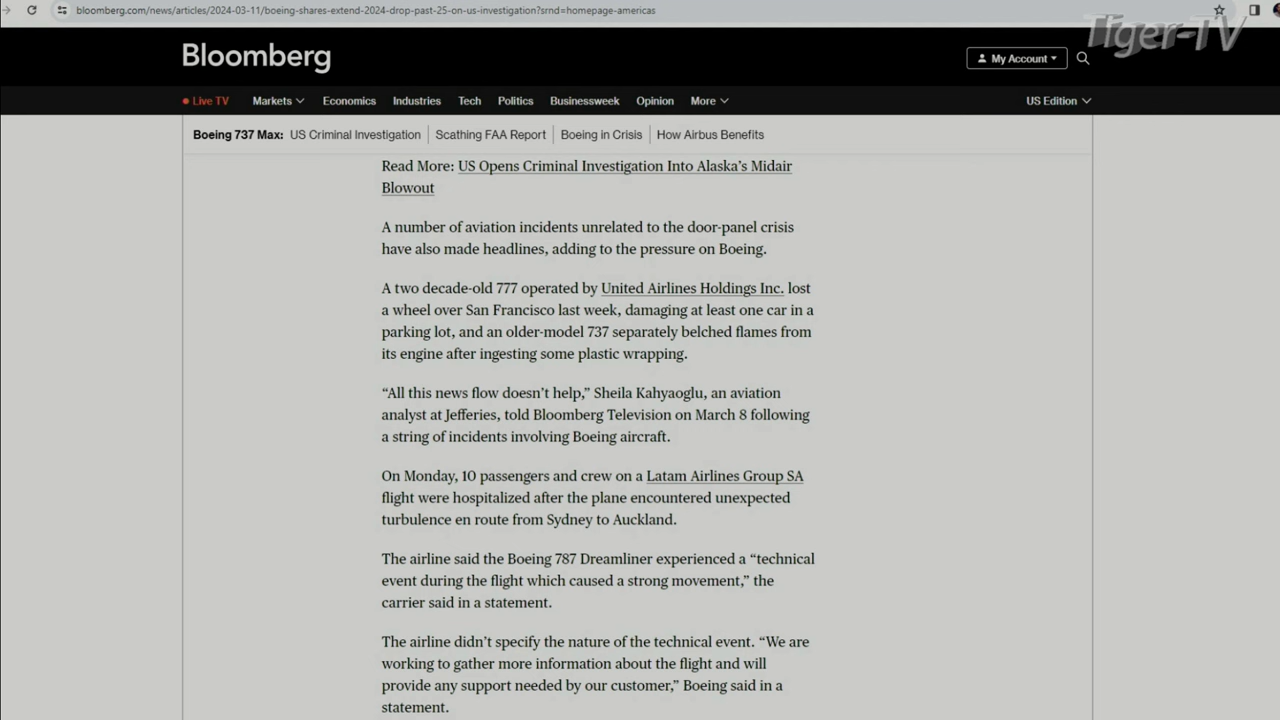 bloomberg.com/news/articles/2024-03-11/boeing-shares-extend-2024-drop-past-25-on-us-investigation?srnd=homepage-americas
Tiger-TV
Bloomberg
My Account
Live TV
Markets
Economics
Industries
Tech
Politics
Businessweek
Opinion
More
US Edition
Boeing 737 Max: US Criminal Investigation
Scathing FAA Report
Boeing in Crisis
How Airbus Benefits
Read More: US Opens Criminal Investigation Into Alaska's Midair
Blowout
A number of aviation incidents unrelated to the door-panel crisis
have also made headlines, adding to the pressure on Boeing.
A two decade-old 777 operated by United Airlines Holdings Inc. lost
a wheel over San Francisco last week, damaging at least one car in a
parking lot, and an older-model 737 separately belched flames from
its engine after ingesting some plastic wrapping.
“All this news flow doesn't help,” Sheila Kahyaoglu, an aviation
analyst at Jefferies, told Bloomberg Television on March 8 following
a string of incidents involving Boeing aircraft.
On Monday, 10 passengers and crew on a Latam Airlines Group SA
flight were hospitalized after the plane encountered unexpected
turbulence en route from Sydney to Auckland.
The airline said the Boeing 787 Dreamliner experienced a “technical
event during the flight which caused a strong movement,” the
carrier said in a statement.
The airline didn't specify the nature of the technical event. “We are
working to gather more information about the flight and will
provide any support needed by our customer,” Boeing said in a
statement.